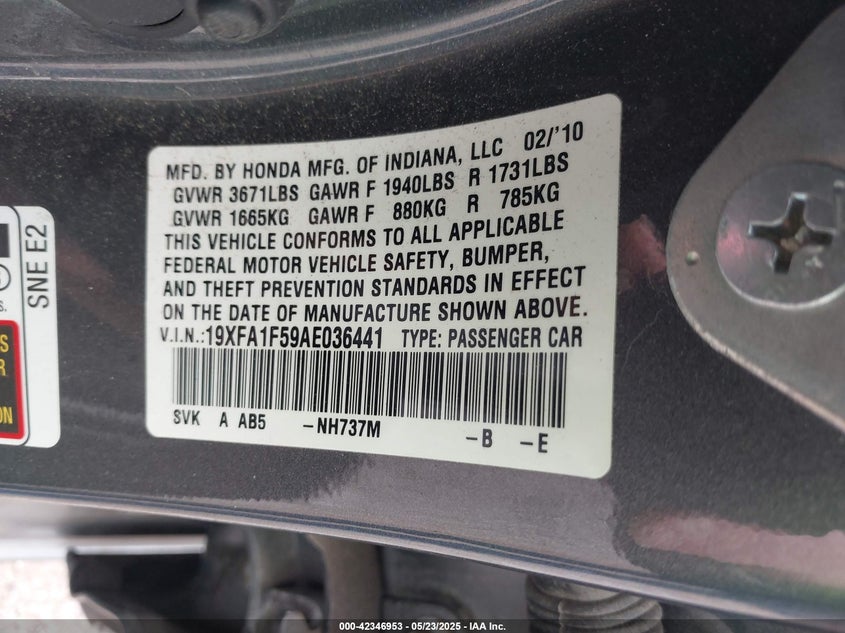 MFD. BY HONDA MFG. OF INDIANA, LLC 02/'10
GVWR 3671LBS GAWR F 1940LBS R 1731LBS
GVWR 1665KG GAWR F 880KG R 785KG
THIS VEHICLE CONFORMS TO ALL APPLICABLE
FEDERAL MOTOR VEHICLE SAFETY, BUMPER,
AND THEFT PREVENTION STANDARDS IN EFFECT
ON THE DATE OF MANUFACTURE SHOWN ABOVE.
V.I.N.:19XFA1F59AE036441 TYPE: PASSENGER CAR
SVK A AB5 -NH737M -B -E
SNE E2
ON
000-42346953 - 05/23/2025 - IAA Inc.